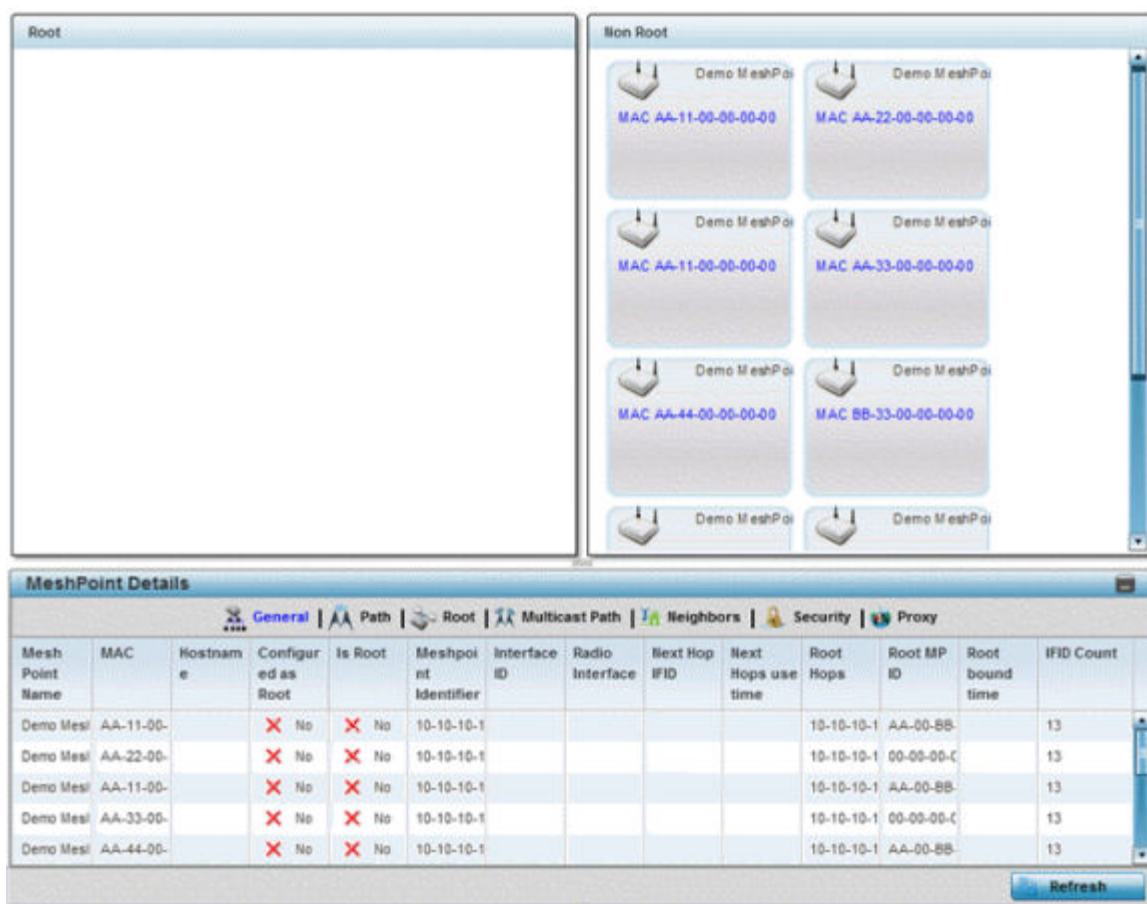 Root
Non Root
Demo MeshPoi
Demo MeshPoi
MAC AA-11-00-00-00-00
MAC AA-22-00-00-00-00
Demo MeshPoi
Demo MeshPoi
MAC AA-11-00-00-00-00
MAC AA-33-00-00-00-00
Demo MeshPoi
Demo MeshPoi
MAC AA-44-00-00-00-00
MAC BB-33-00-00-00-00
Demo MeshPoi
Demo MeshPoi
MeshPoint Details
General | Path | Root | Multicast Path | Neighbors | Security | Proxy
Mesh Point Name
MAC
Hostname
Configured as Root
Is Root
Meshpoint Identifier
Interface ID
Radio Interface
Next Hop IFID
Next Hops use time
Root Hops
Root MP ID
Root bound time
IFID Count
Demo Mesl AA-11-00- No No 10-10-10-1 10-10-10-1 AA-00-BB- 13
Demo Mesl AA-22-00- No No 10-10-10-1 10-10-10-1 00-00-00-0 13
Demo Mesl AA-11-00- No No 10-10-10-1 10-10-10-1 AA-00-BB- 13
Demo Mesl AA-33-00- No No 10-10-10-1 10-10-10-1 00-00-00-0 13
Demo Mesl AA-44-00- No No 10-10-10-1 10-10-10-1 AA-00-BB- 13
Refresh